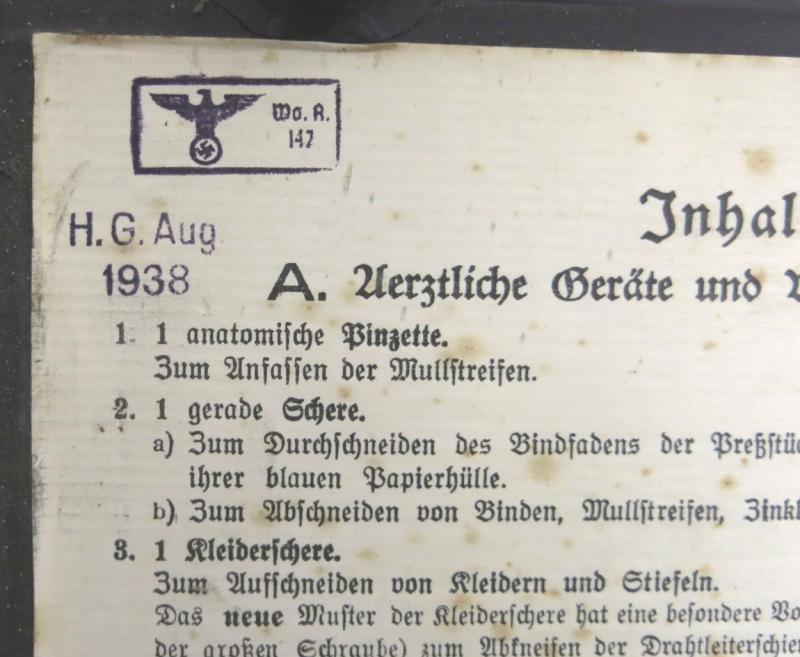 Wa. A.
147
H. G. Aug
1938
Inhal
A. Aerztliche Geräte und V
1. 1 anatomische Pinzette.
Zum Anfassen der Mullstreifen.
2. 1 gerade Schere.
a) Zum Durchschneiden des Bindfadens der Preßstüc
ihrer blauen Papierhülle.
b) Zum Abschneiden von Binden, Mullstreifen, Zinkl
3. 1 Kleiderschere.
Zum Aufschneiden von Kleidern und Stiefeln.
Das neue Muster der Kleiderschere hat eine besondere Vo
der großen Schraube) zum Abkneifen der Drahtleiterschien